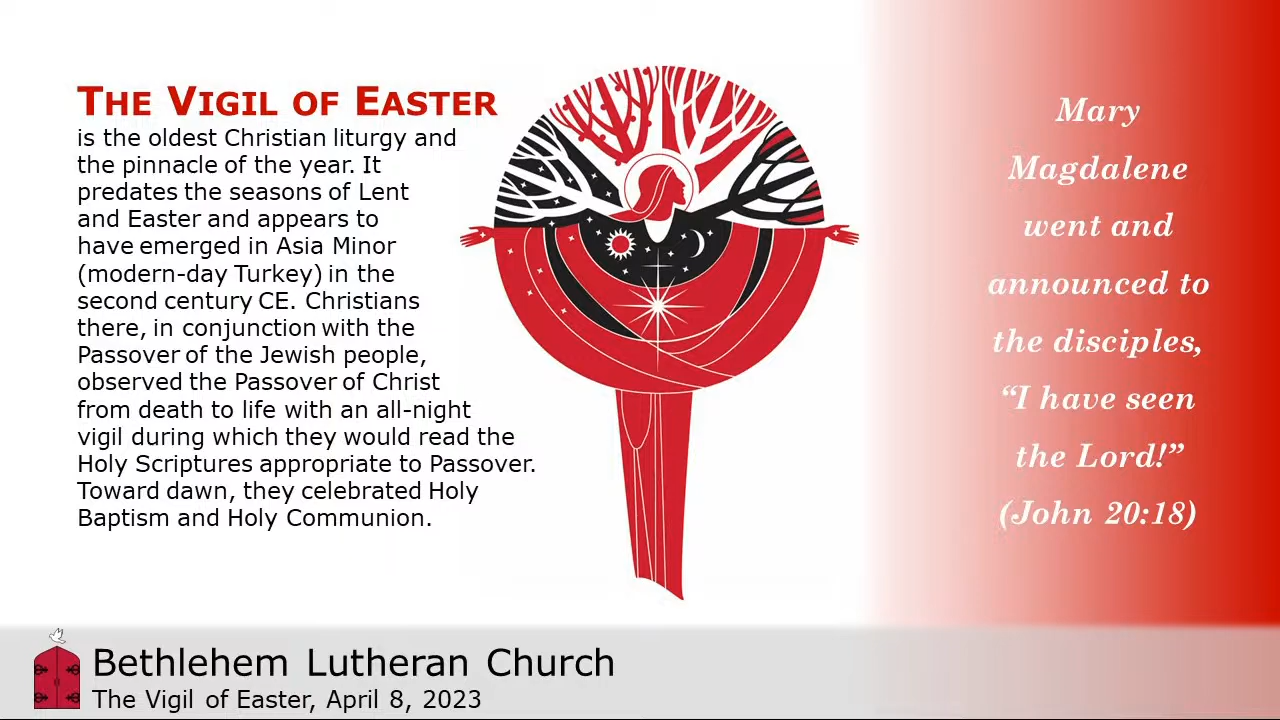 THE VIGIL OF EASTER
is the oldest Christian liturgy and
the pinnacle of the year. It
predates the seasons of Lent
and Easter and appears to
have emerged in Asia Minor
(modern-day Turkey) in the
second century CE. Christians
there, in conjunction with the
Passover of the Jewish people,
observed the Passover of Christ
from death to life with an all-night
vigil during which they would read the
Holy Scriptures appropriate to Passover.
Toward dawn, they celebrated Holy
Baptism and Holy Communion.
Mary
Magdalene
went and
announced to
the disciples,
“I have seen
the Lord!”
(John 20:18)
Bethlehem Lutheran Church
The Vigil of Easter, April 8, 2023